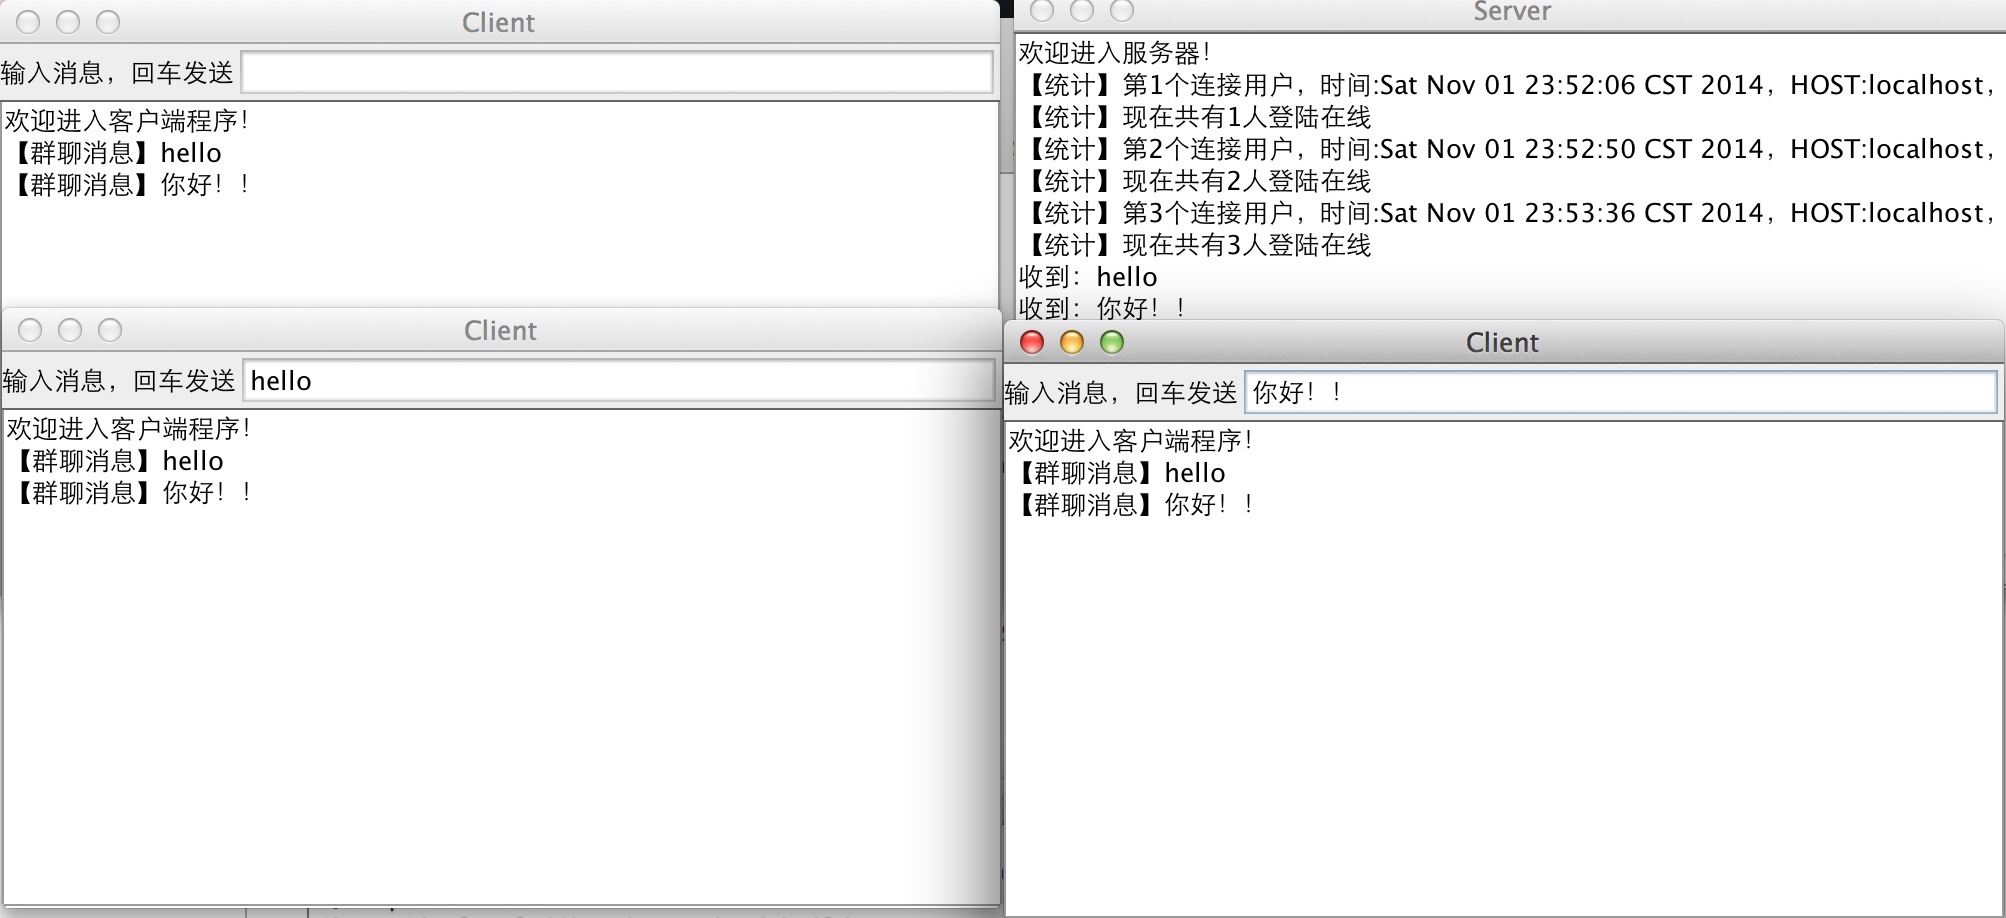 Client
输入消息，回车发送
欢迎进入客户端程序！
【群聊消息】hello
【群聊消息】你好！！
Server
欢迎进入服务器！
【统计】第1个连接用户，时间:Sat Nov 01 23:52:06 CST 2014，HOST:localhost，
【统计】现在共有1人登陆在线
【统计】第2个连接用户，时间:Sat Nov 01 23:52:50 CST 2014，HOST:localhost，
【统计】现在共有2人登陆在线
【统计】第3个连接用户，时间:Sat Nov 01 23:53:36 CST 2014，HOST:localhost，
【统计】现在共有3人登陆在线
收到：hello
收到：你好！！
Client
输入消息，回车发送 hello
欢迎进入客户端程序！
【群聊消息】hello
【群聊消息】你好！！
Client
输入消息，回车发送 你好！！
欢迎进入客户端程序！
【群聊消息】hello
【群聊消息】你好！！